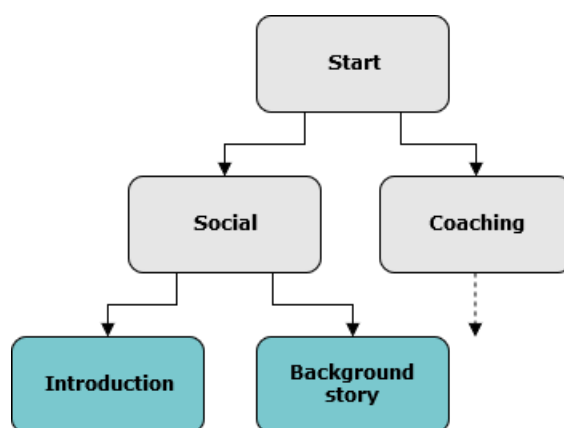 Start
Social
Coaching
Introduction
Background
story